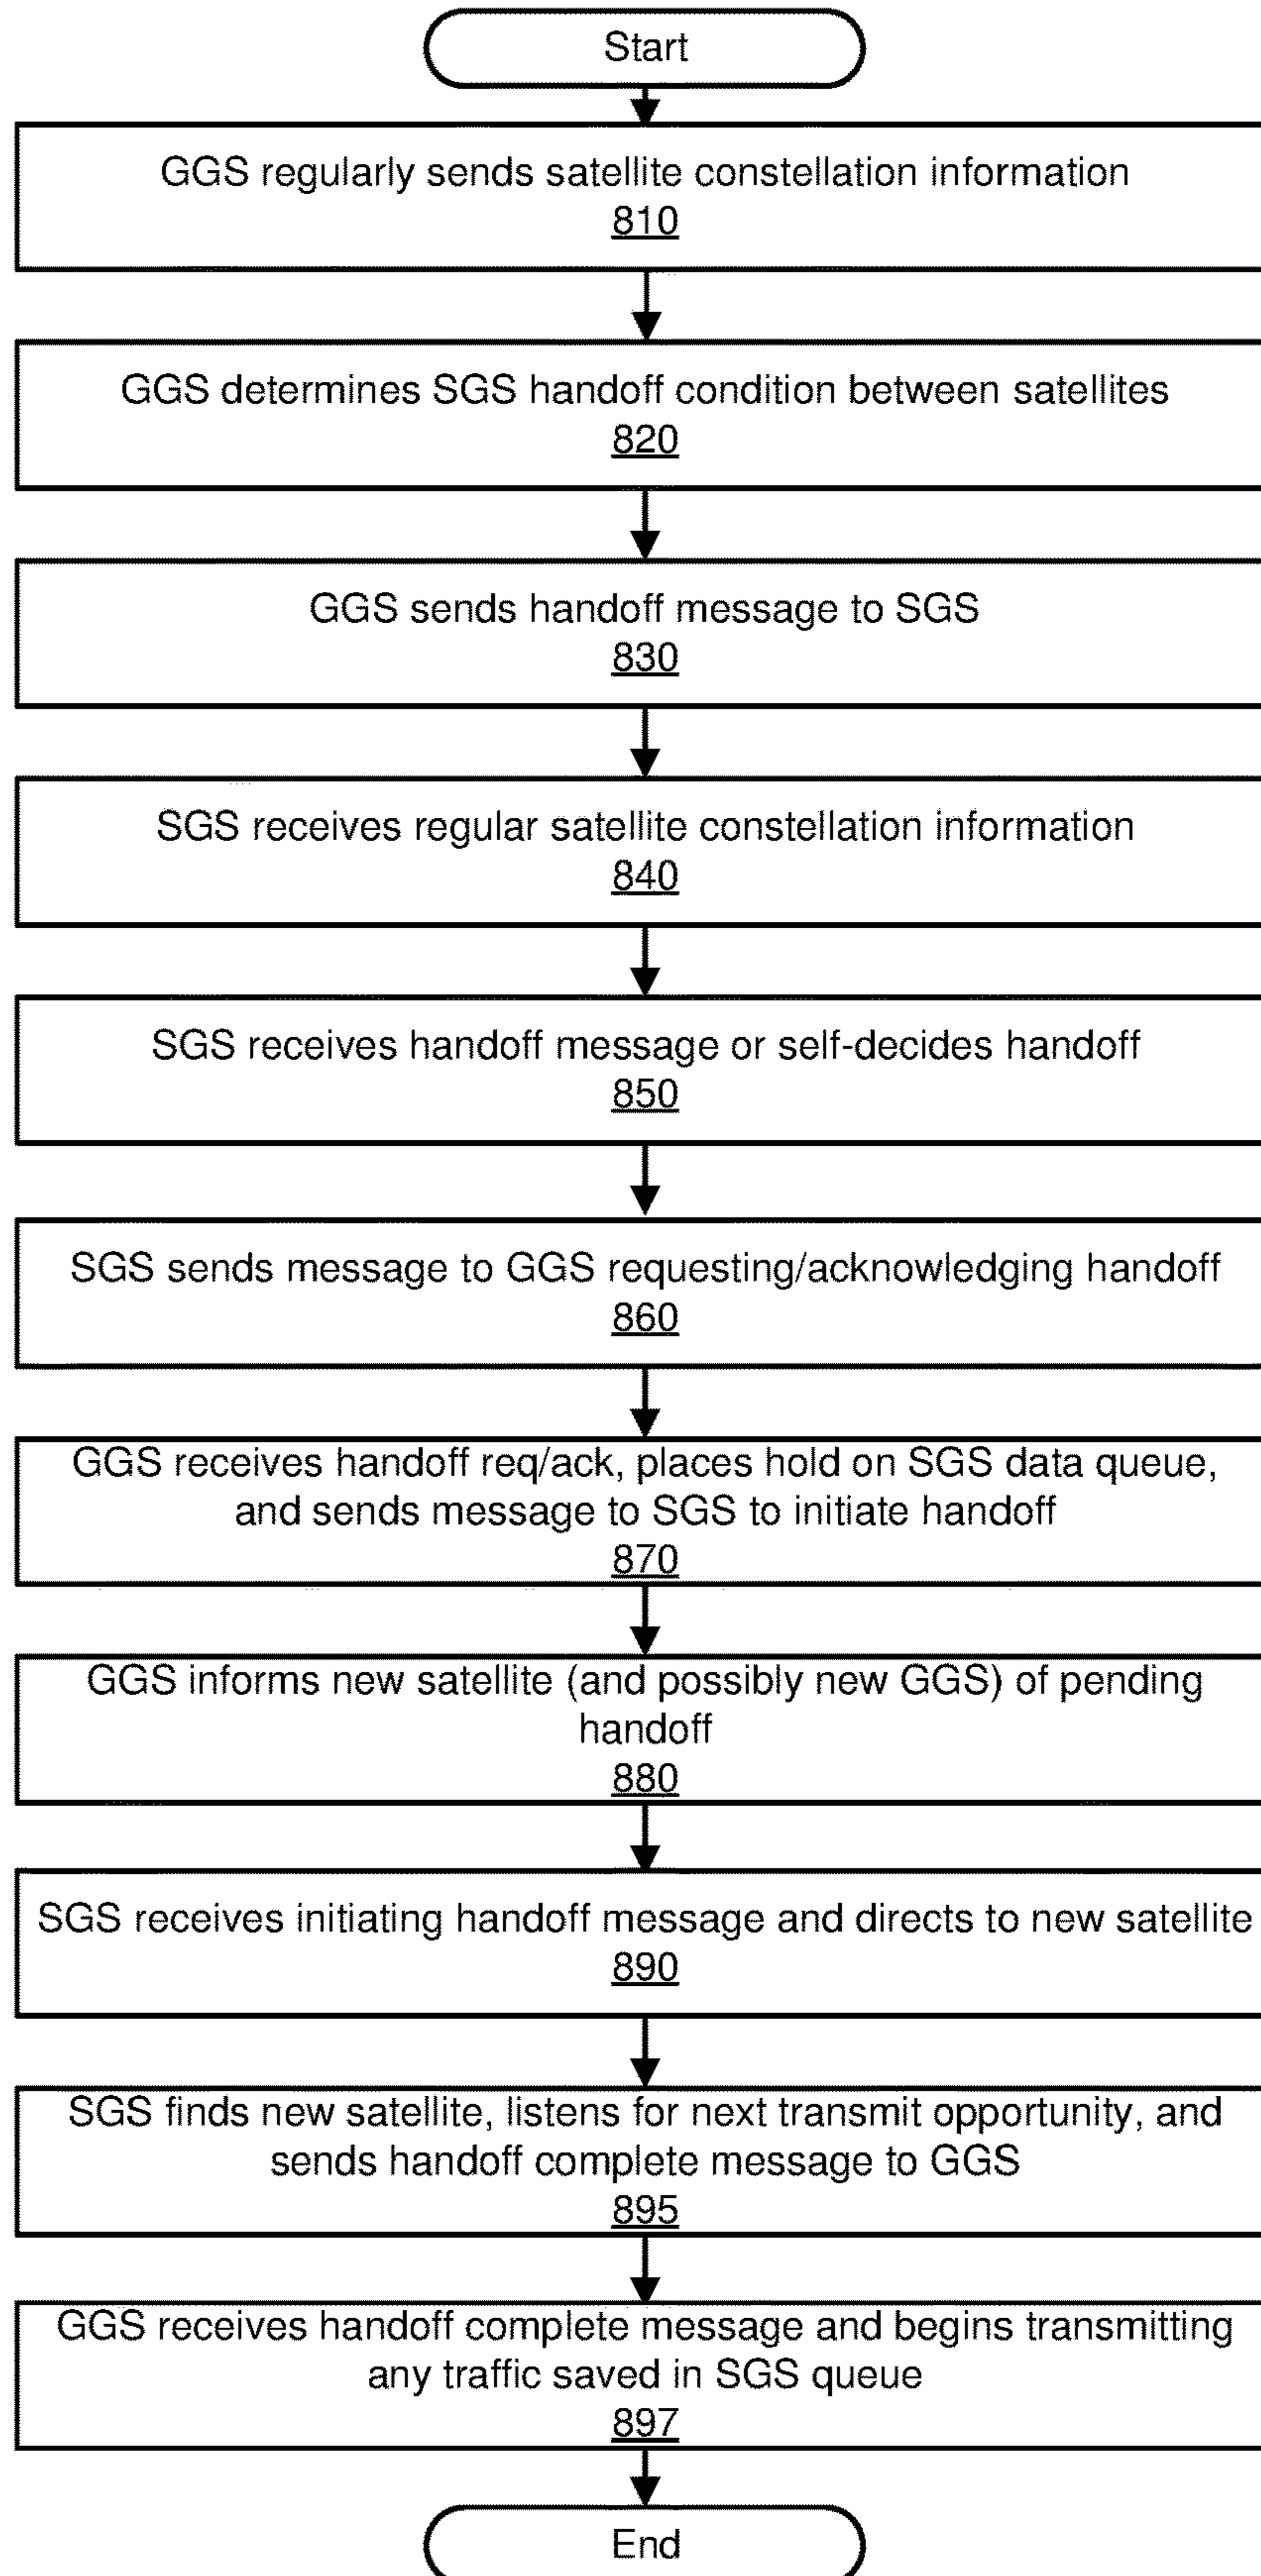 Start
GGS regularly sends satellite constellation information
810
GGS determines SGS handoff condition between satellites
820
GGS sends handoff message to SGS
830
SGS receives regular satellite constellation information
840
SGS receives handoff message or self-decides handoff
850
SGS sends message to GGS requesting/acknowledging handoff
860
GGS receives handoff req/ack, places hold on SGS data queue,
and sends message to SGS to initiate handoff
870
GGS informs new satellite (and possibly new GGS) of pending
handoff
880
SGS receives initiating handoff message and directs to new satellite
890
SGS finds new satellite, listens for next transmit opportunity, and
sends handoff complete message to GGS
895
GGS receives handoff complete message and begins transmitting
any traffic saved in SGS queue
897
End